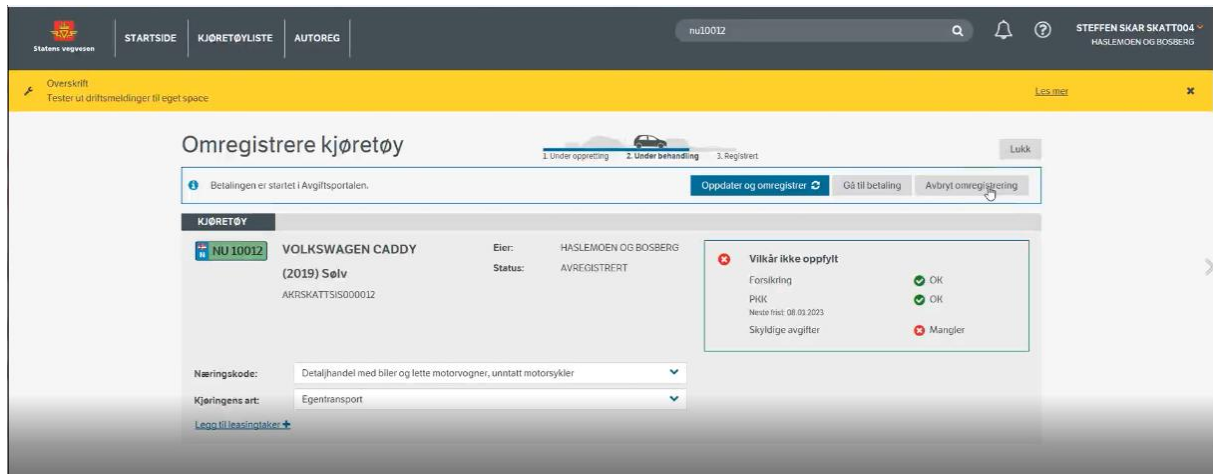 Statens vegvesen
STARTSIDE
KJØRETØYLISTE
AUTOREG
nu10012
STEFFEN SKAR SKATT004
HASLEMOEN OG BOSBERG
Overskrift
Tester ut driftsmeldinger til eget space
Les mer
Omregistrere kjøretøy
1. Under oppretting 2. Under behandling 3. Registrert
Lukk
Betalingen er startet i Avgiftsportalen.
Oppdater og omregistrer
Gå til betaling
Avbryt omregistrering
KJØRETØY
N NU 10012
VOLKSWAGEN CADDY
(2019) Sølv
AKRSKATTSIS000012
Eier: HASLEMOEN OG BOSBERG
Status: AVREGISTRERT
Vilkår ikke oppfylt
Forsikring OK
PKK OK
Neste frist: 08.01.2023
Skyldige avgifter Mangler
Næringskode: Detaljhandel med biler og lette motorvogner, unntatt motorsykler
Kjøringens art: Egentransport
Legg til leasingtaker +